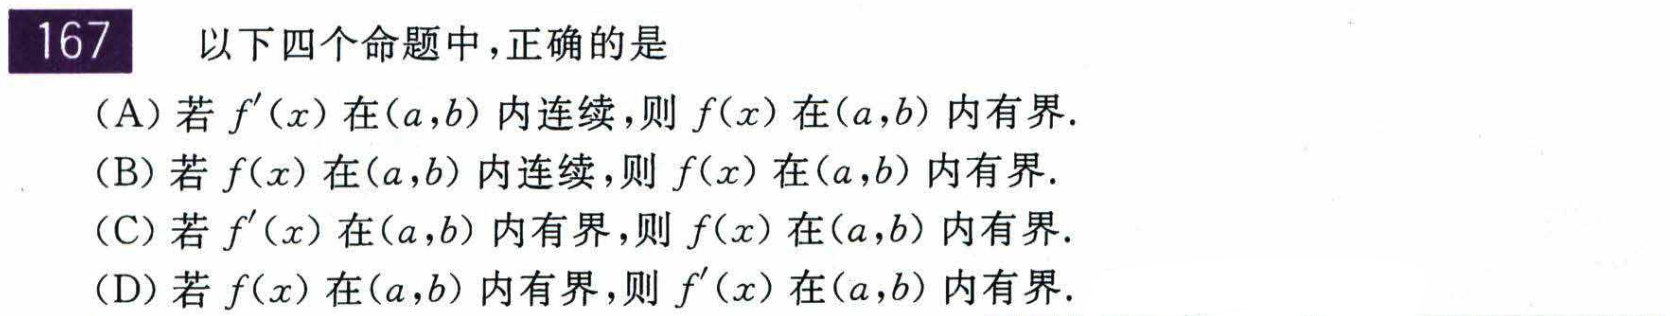 167 以下四个命题中,正确的是
(A) 若 f′(x) 在(a,b) 内连续,则 f(x) 在(a,b) 内有界.
(B) 若 f(x) 在(a,b) 内连续,则 f(x) 在(a,b) 内有界.
(C) 若 f′(x) 在(a,b) 内有界,则 f(x) 在(a,b) 内有界.
(D) 若 f(x) 在(a,b) 内有界,则 f′(x) 在(a,b) 内有界.